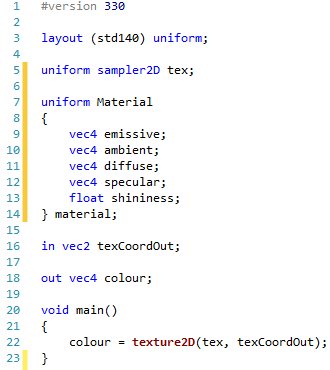 1 #version 330
2
3 layout (std140) uniform;
4
5 uniform sampler2D tex;
6
7 uniform Material
8 {
9 vec4 emissive;
10 vec4 ambient;
11 vec4 diffuse;
12 vec4 specular;
13 float shininess;
14 } material;
15
16 in vec2 texCoordOut;
17
18 out vec4 colour;
19
20 void main()
21 {
22 colour = texture2D(tex, texCoordOut);
23 }